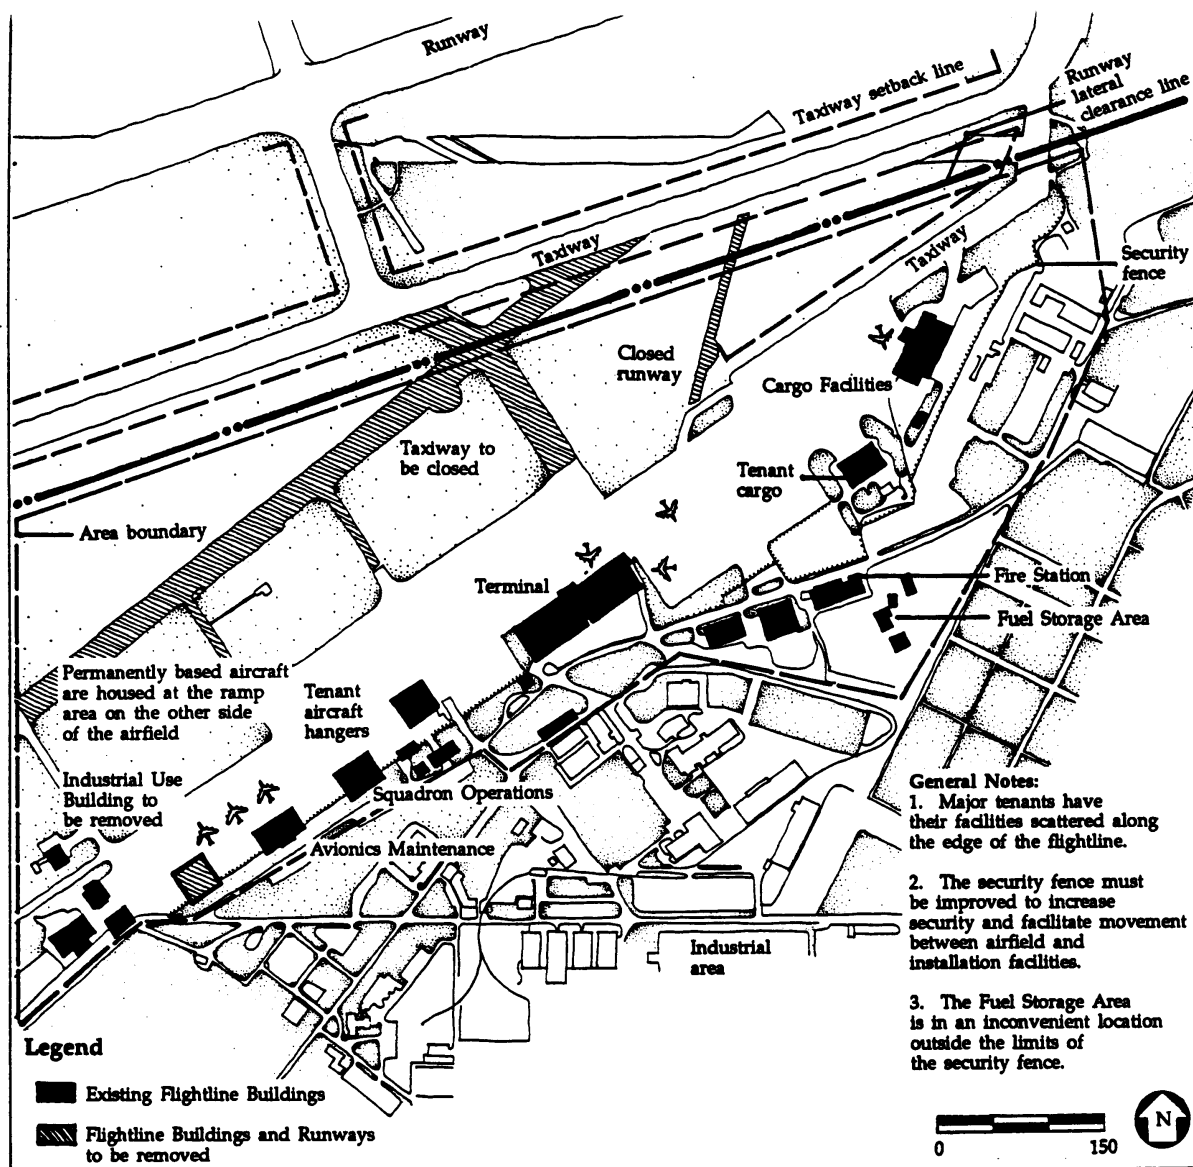 Runway
Taxiway setback line
Runway
lateral
clearance line
Taxiway
Taxiway
Security
fence
Closed
runway
Cargo Facilities
Taxiway to
be closed
Tenant
cargo
Area boundary
Terminal
Fire Station
Fuel Storage Area
Permanently based aircraft
are housed at the ramp
area on the other side
of the airfield
Tenant
aircraft
hangers
Industrial Use
Building to
be removed
Squadron Operations
Avionics Maintenance
Industrial
area
General Notes:
1. Major tenants have
their facilities scattered along
the edge of the flightline.
2. The security fence must
be improved to increase
security and facilitate movement
between airfield and
installation facilities.
3. The Fuel Storage Area
is in an inconvenient location
outside the limits of
the security fence.
Legend
Existing Flightline Buildings
Flightline Buildings and Runways
to be removed
0 150
N